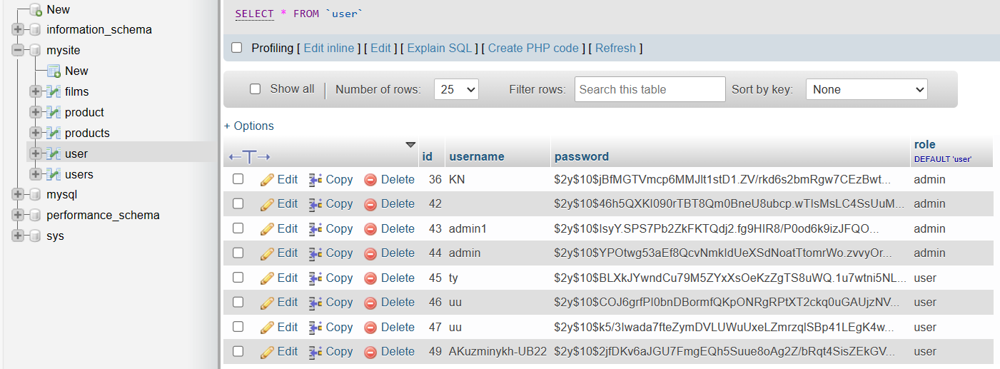 New
information_schema
mysite
New
films
product
products
user
users
mysql
performance_schema
sys
SELECT * FROM `user`
Profiling [ Edit inline ] [ Edit ] [ Explain SQL ] [ Create PHP code ] [ Refresh ]
Show all | Number of rows: 25 Filter rows: Search this table Sort by key: None
+ Options
id username password role
DEFAULT 'user'
Edit Copy Delete 36 KN $2y$10$jBfMGTVmcp6MMJlt1stD1.ZV/rkd6s2bmRgw7CEzBwt... admin
Edit Copy Delete 42 $2y$10$46h5QXKl090rTBT8Qm0BneU8ubcp.wTlsMsLC4SsUuM... admin
Edit Copy Delete 43 admin1 $2y$10$lsyY.SPS7Pb2ZkFKTQdj2.fg9HlR8/P0od6k9izJFQO... admin
Edit Copy Delete 44 admin $2y$10$YPOtwg53aEf8QcvNmkldUeXSdNoatTtomrWo.zvvyOr... admin
Edit Copy Delete 45 ty $2y$10$BLXkJYwndCu79M5ZYxXsOeKzZgTS8uWQ.1u7wtni5NL... user
Edit Copy Delete 46 uu $2y$10$COJ6grfPl0bnDBormfQKpONRgRPtXT2ckq0uGAUjzNV... user
Edit Copy Delete 47 uu $2y$10$k5/3lwada7fteZymDVLUWuUxeLZmrzqlSBp41LEgK4w... user
Edit Copy Delete 49 AKuzminykh-UB22 $2y$10$2jfDKv6aJGU7FmgEQh5Suue8oAg2Z/bRqt4SisZEkGV... user